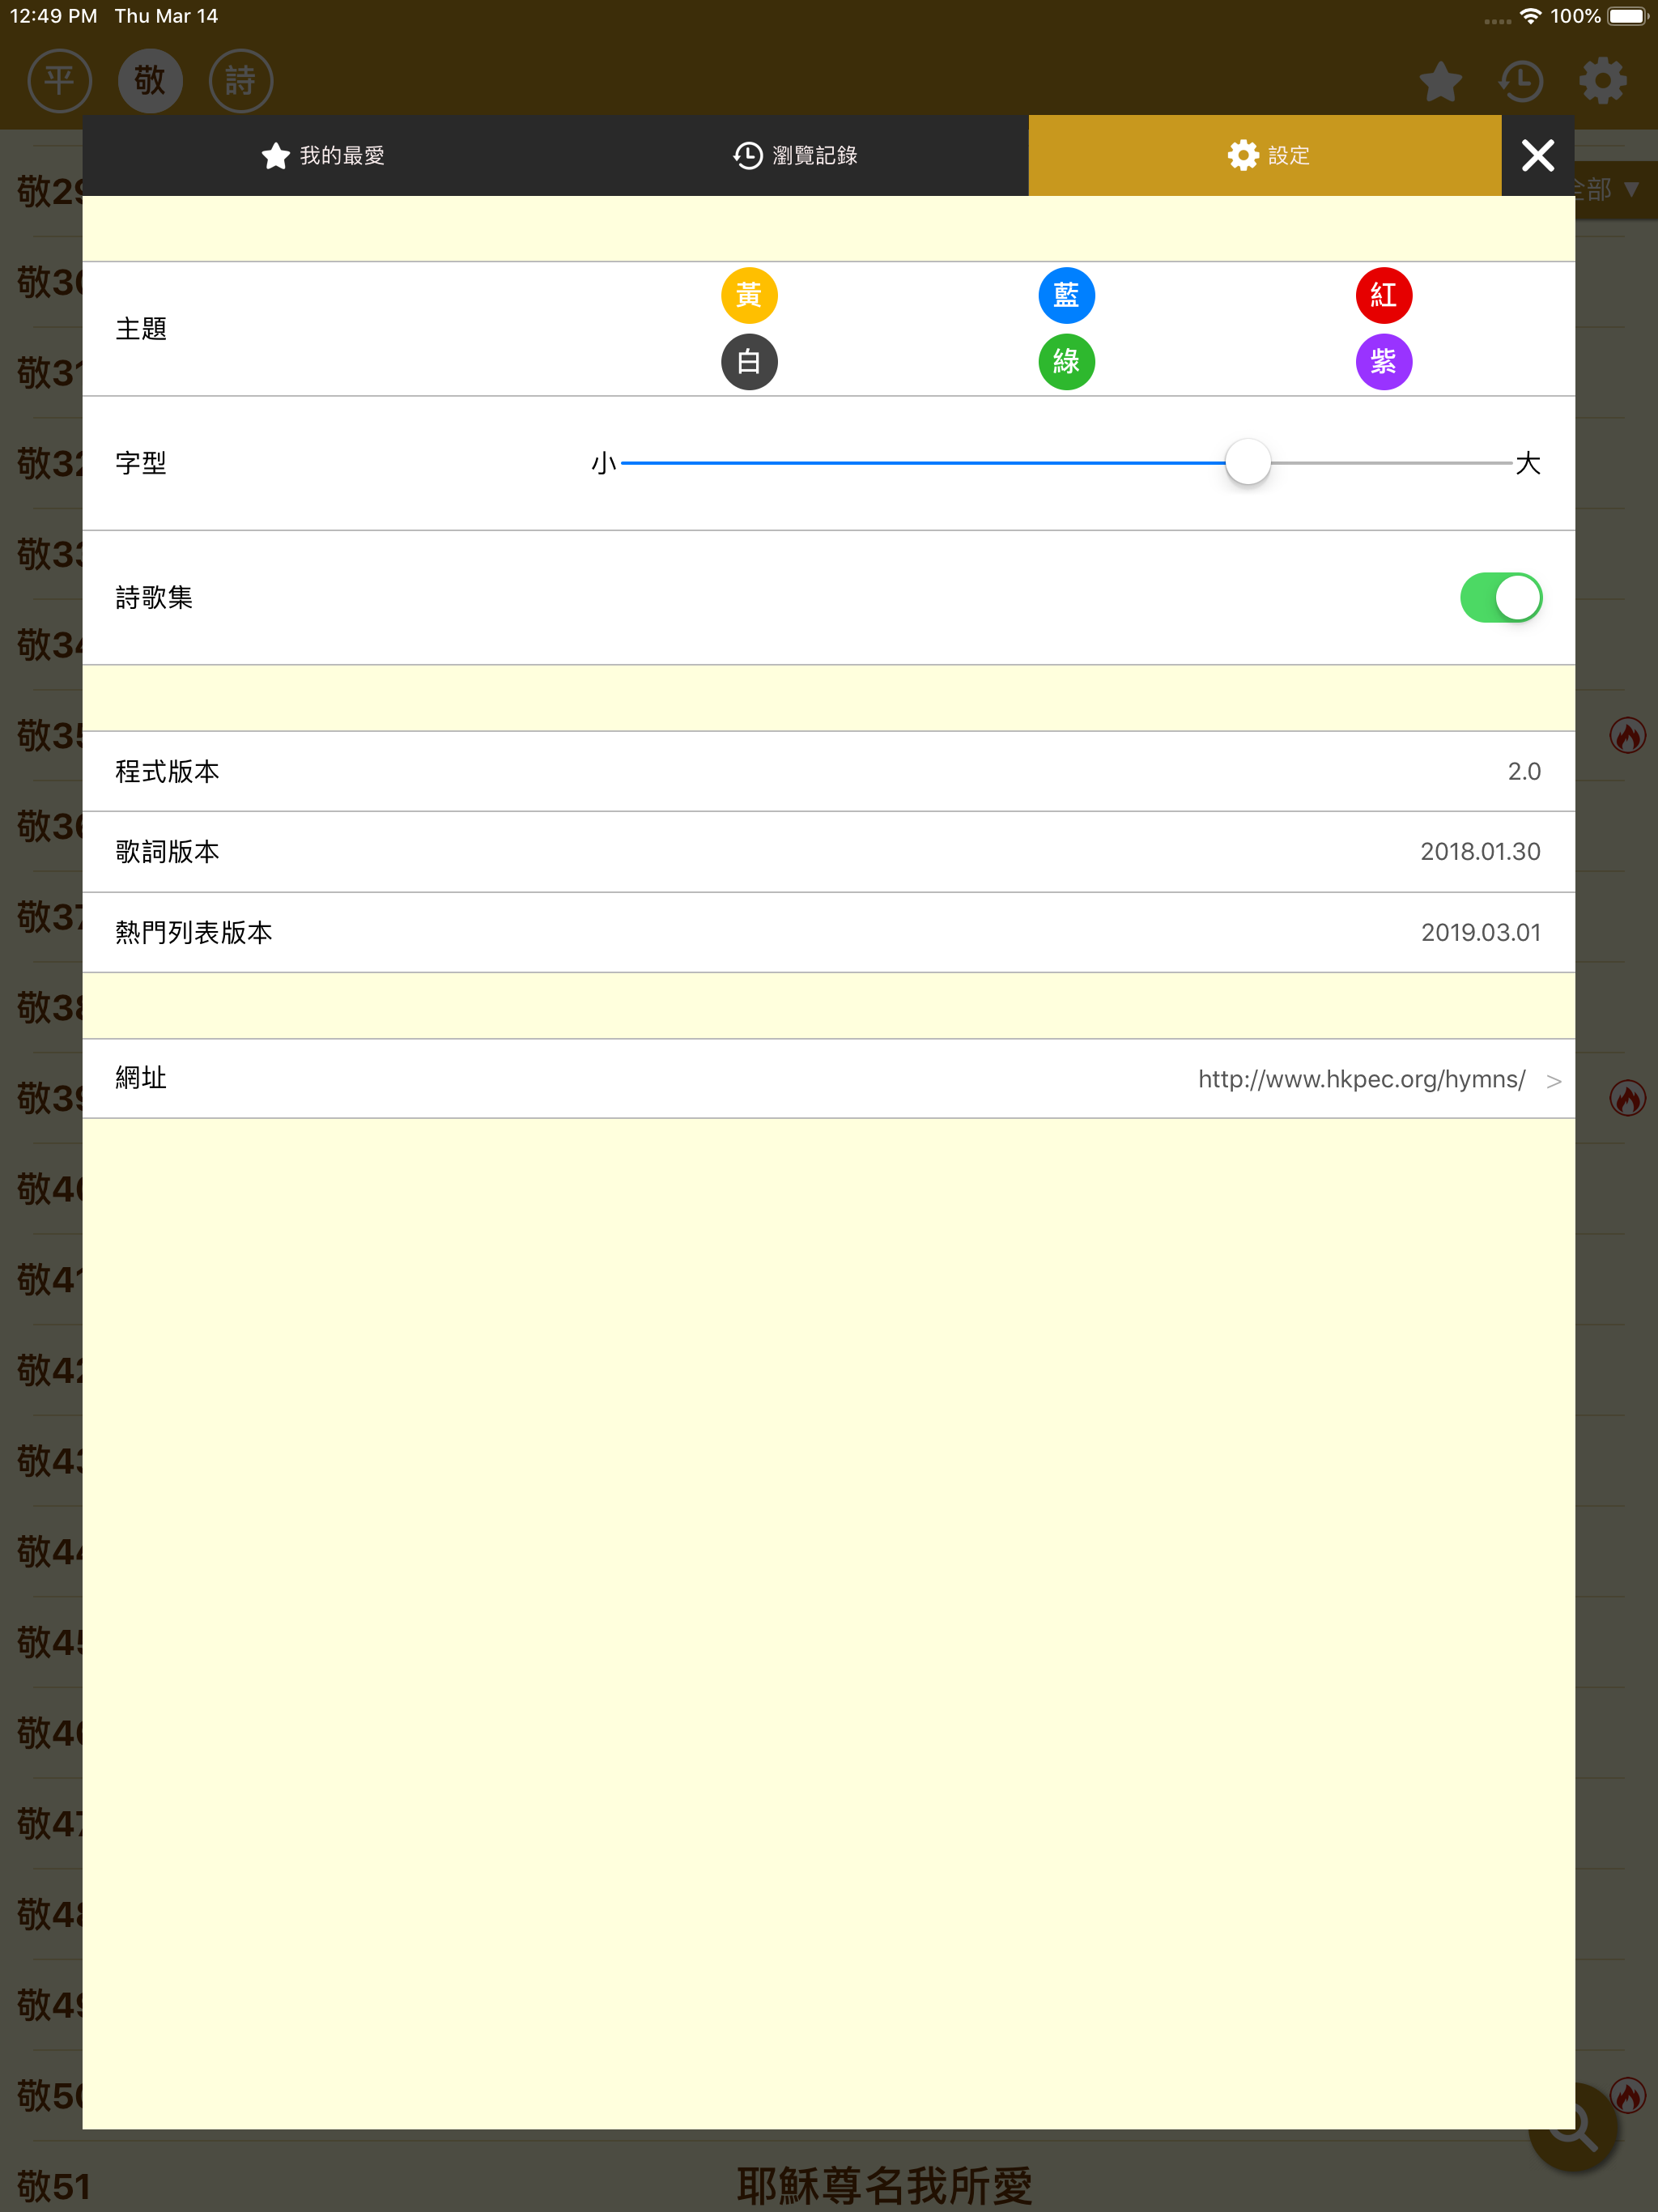 12:49 PM Thu Mar 14 100%
平 敬 詩
我的最愛 瀏覽記錄 設定
敬29 全部 ▼
主題 黃 藍 紅
白 綠 紫
字型 小 大
詩歌集
程式版本 2.0
歌詞版本 2018.01.30
熱門列表版本 2019.03.01
網址 http://www.hkpec.org/hymns/ >
敬30
敬31
敬32
敬33
敬34
敬35
敬36
敬37
敬38
敬39
敬40
敬41
敬42
敬43
敬44
敬45
敬46
敬47
敬48
敬49
敬50
敬51 耶穌尊名我所愛